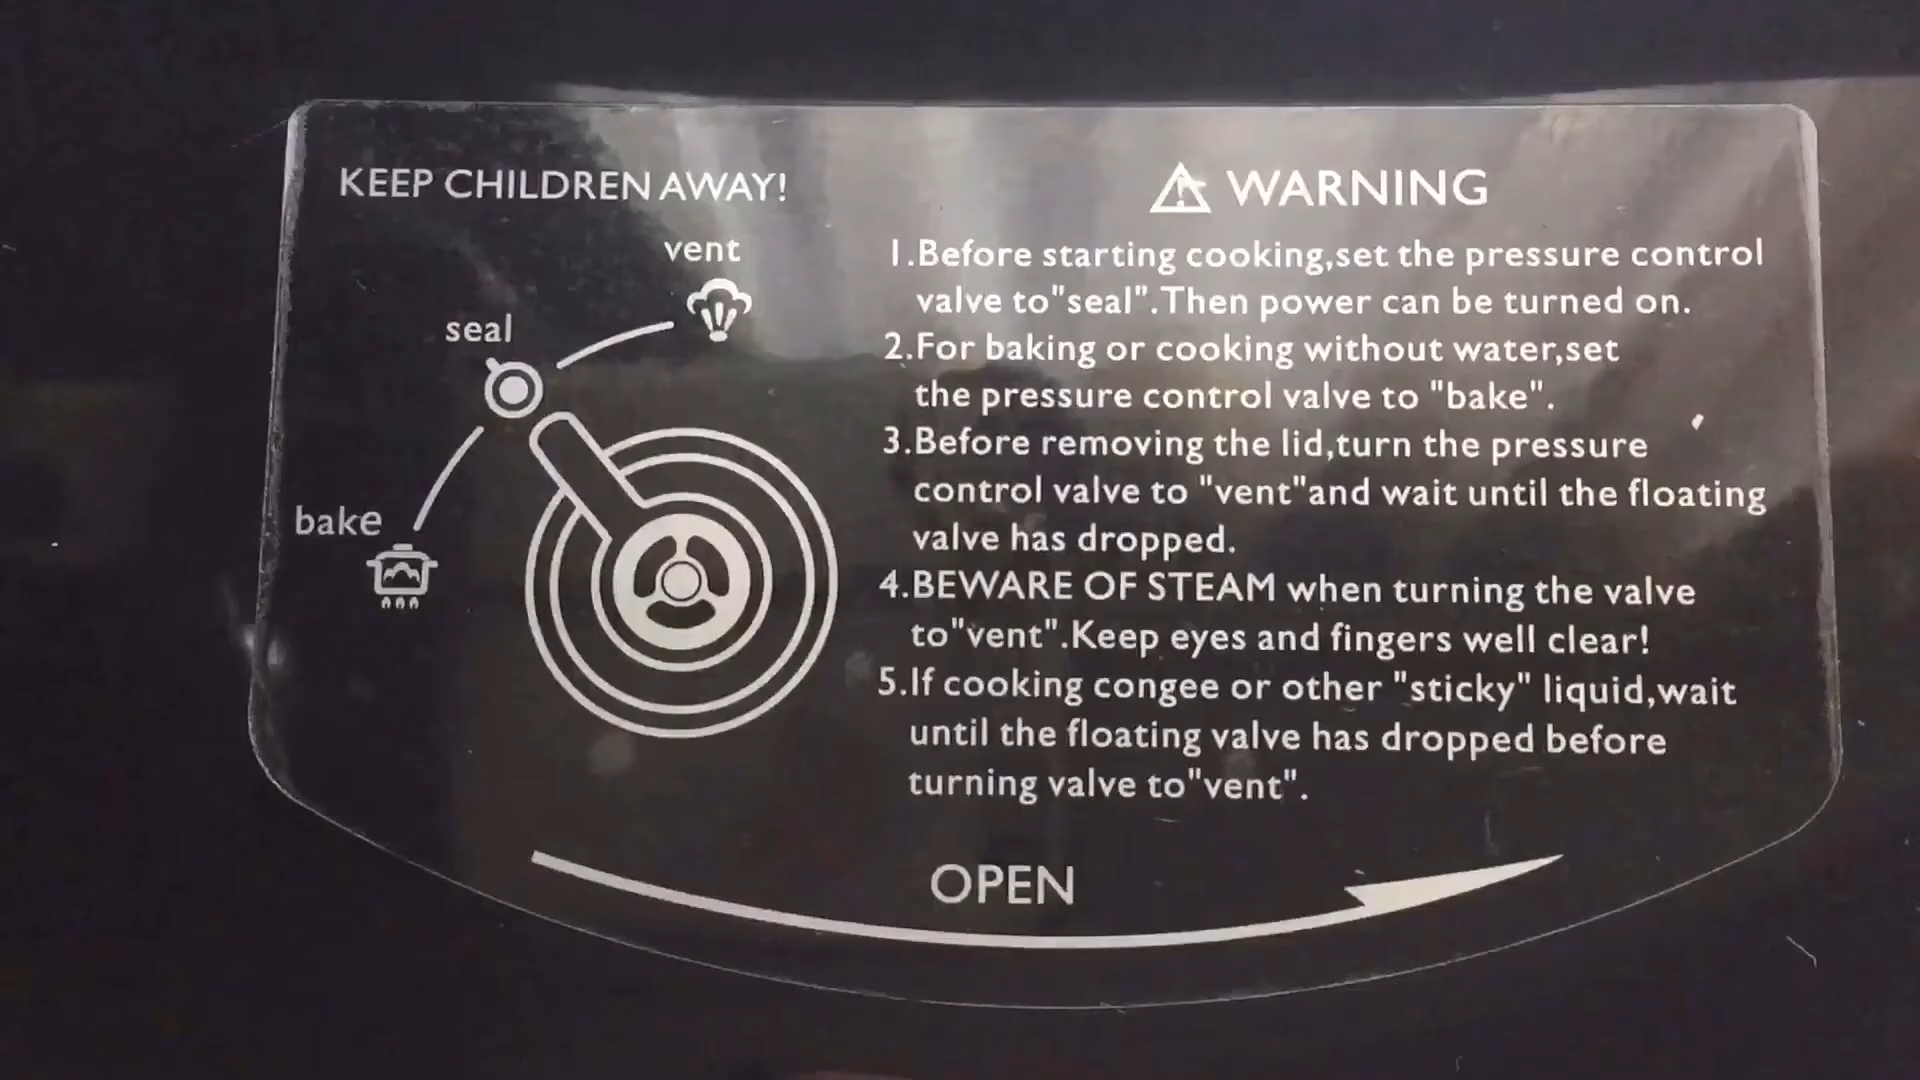 KEEP CHILDREN AWAY!
vent
seal
bake
WARNING
1.Before starting cooking,set the pressure control
valve to"seal".Then power can be turned on.
2.For baking or cooking without water,set
the pressure control valve to "bake".
3.Before removing the lid,turn the pressure
control valve to "vent"and wait until the floating
valve has dropped.
4.BEWARE OF STEAM when turning the valve
to"vent".Keep eyes and fingers well clear!
5.If cooking congee or other "sticky" liquid,wait
until the floating valve has dropped before
turning valve to"vent".
OPEN